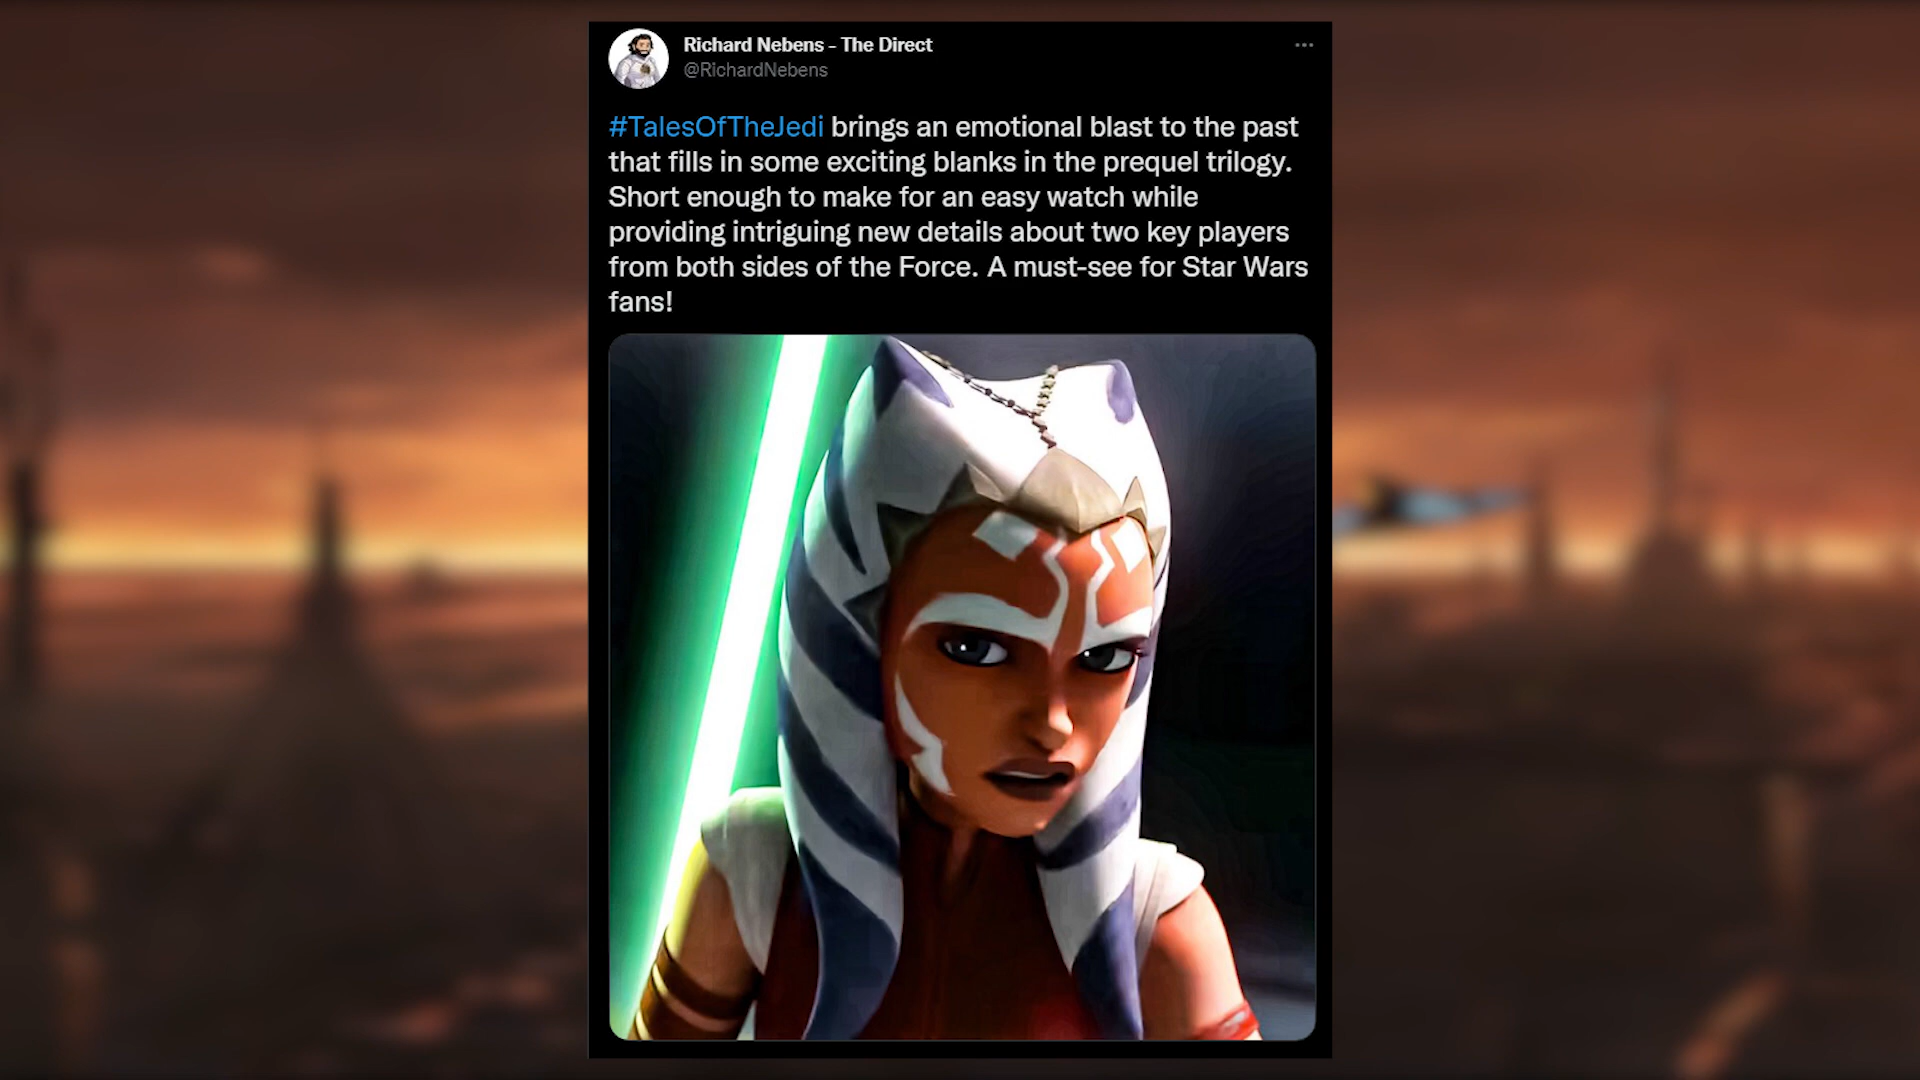 Richard Nebens - The Direct
@RichardNebens
#TalesOfTheJedi brings an emotional blast to the past
that fills in some exciting blanks in the prequel trilogy.
Short enough to make for an easy watch while
providing intriguing new details about two key players
from both sides of the Force. A must-see for Star Wars
fans!